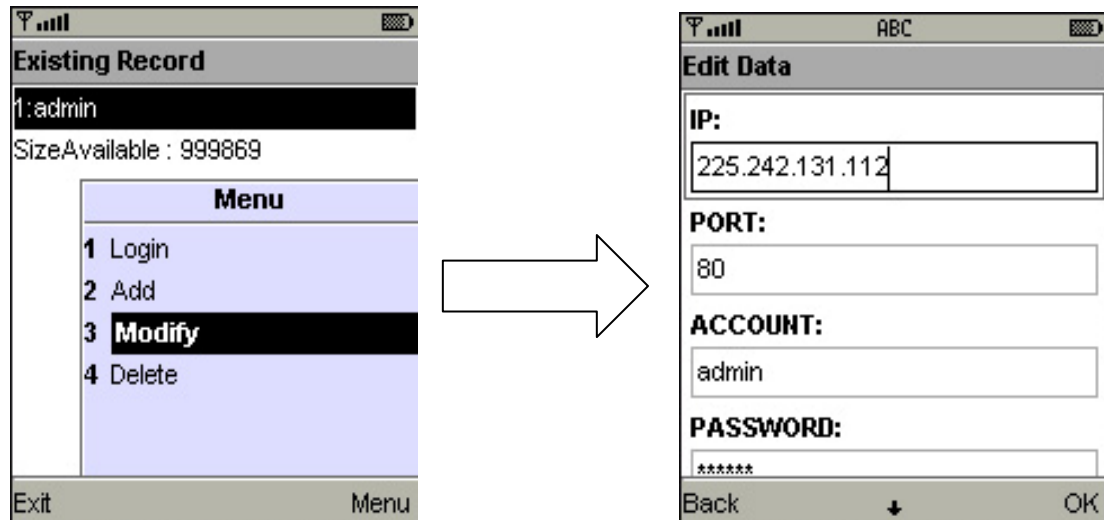 Existing Record
1:admin
SizeAvailable : 999869
Menu
1 Login
2 Add
3 Modify
4 Delete
Exit
Menu
ABC
Edit Data
IP:
225.242.131.112
PORT:
80
ACCOUNT:
admin
PASSWORD:
******
Back
OK